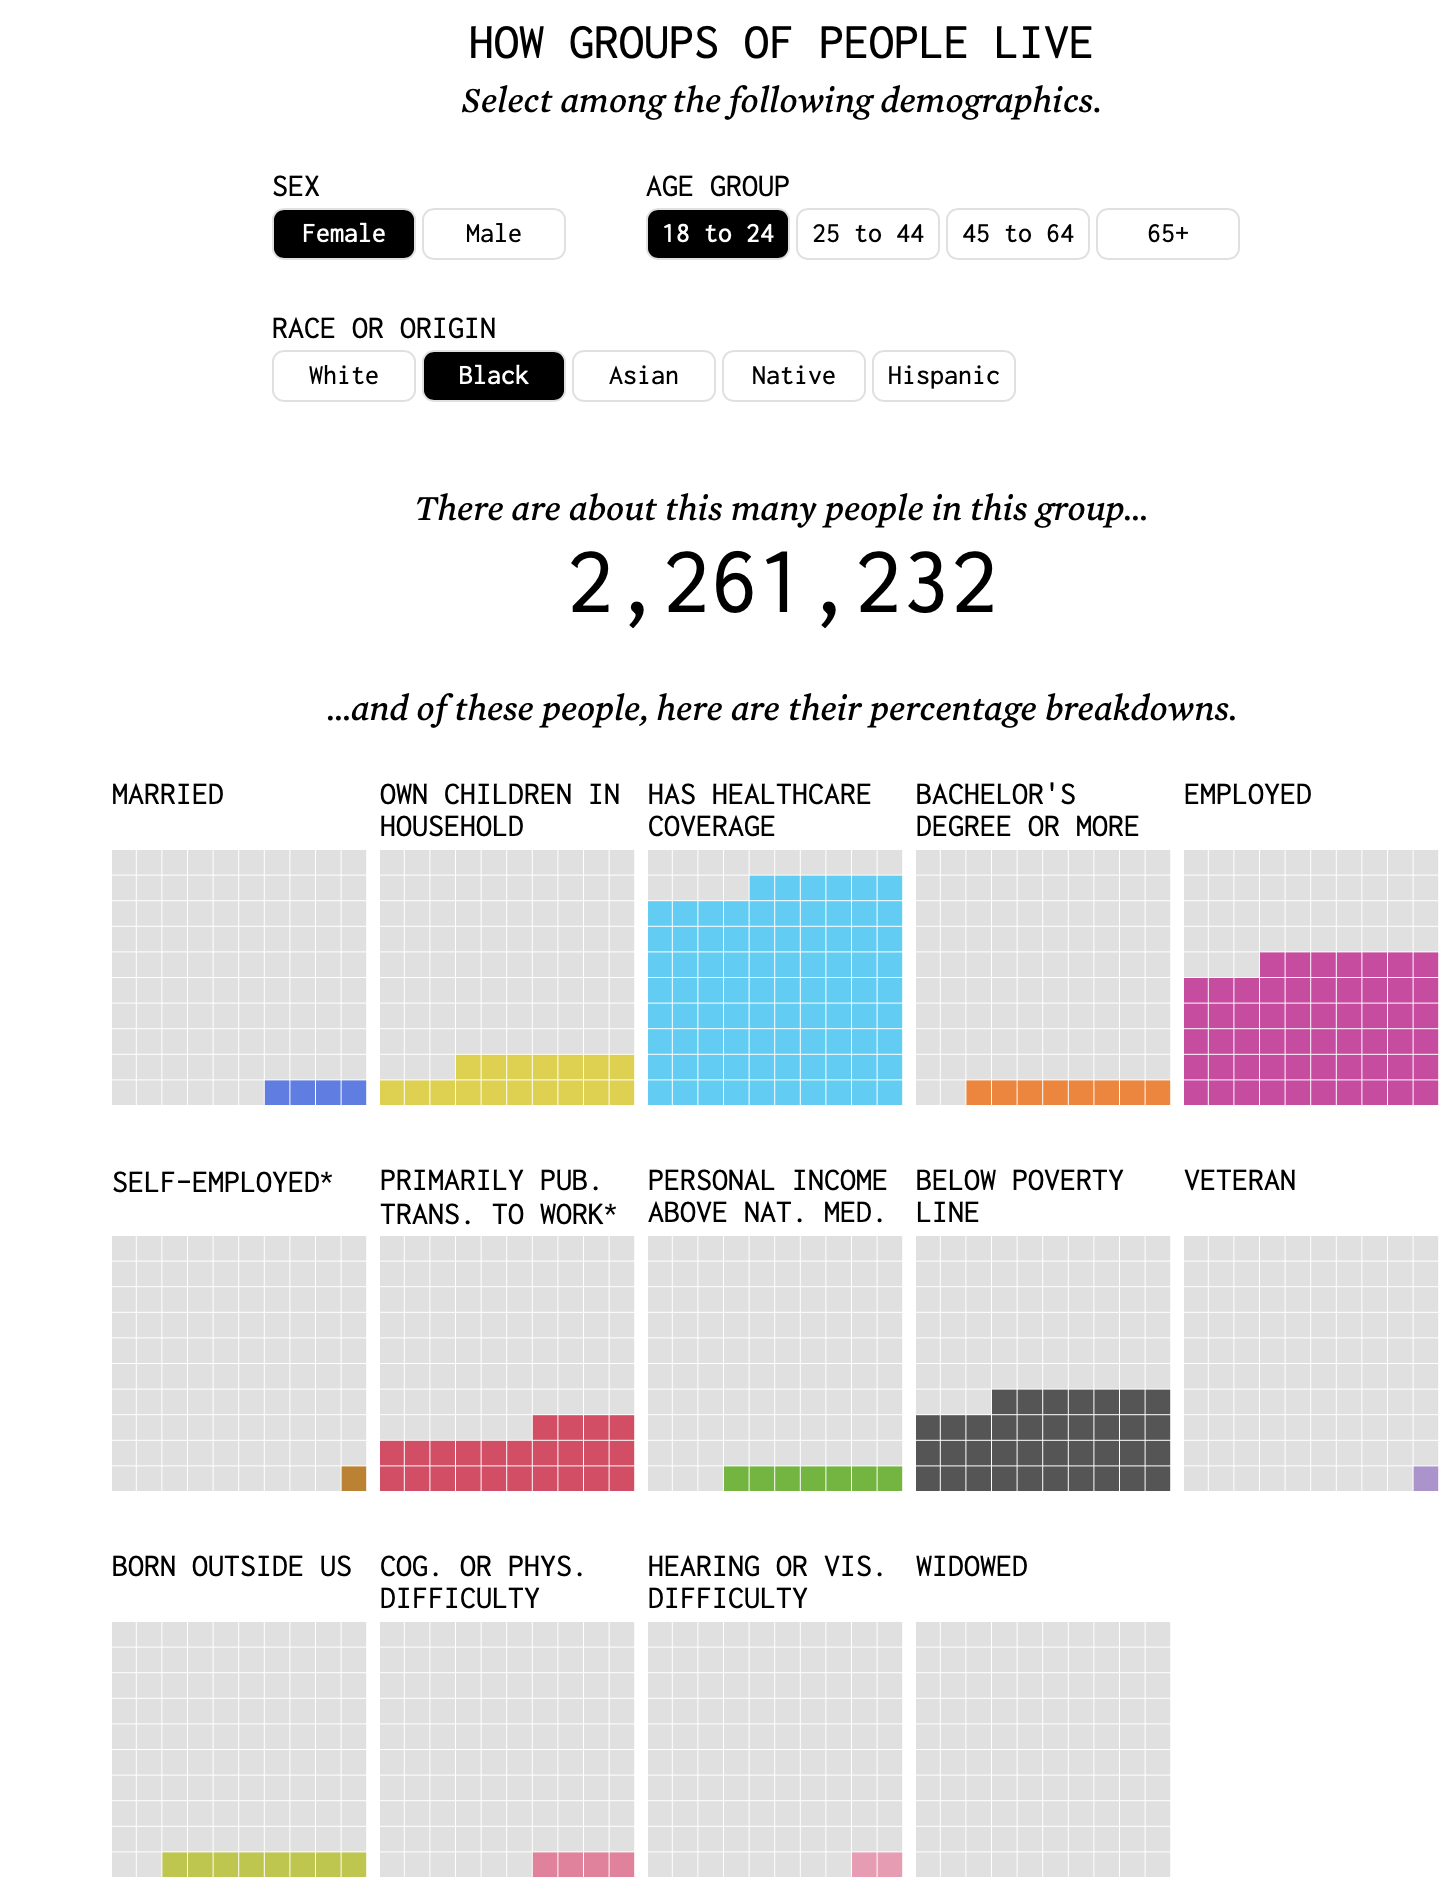 HOW GROUPS OF PEOPLE LIVE
Select among the following demographics.
SEX
Female Male
AGE GROUP
18 to 24 25 to 44 45 to 64 65+
RACE OR ORIGIN
White Black Asian Native Hispanic
There are about this many people in this group...
2,261,232
...and of these people, here are their percentage breakdowns.
MARRIED
OWN CHILDREN IN
HOUSEHOLD
HAS HEALTHCARE
COVERAGE
BACHELOR'S
DEGREE OR MORE
EMPLOYED
SELF-EMPLOYED*
PRIMARILY PUB.
TRANS. TO WORK*
PERSONAL INCOME
ABOVE NAT. MED.
BELOW POVERTY
LINE
VETERAN
BORN OUTSIDE US
COG. OR PHYS.
DIFFICULTY
HEARING OR VIS.
DIFFICULTY
WIDOWED